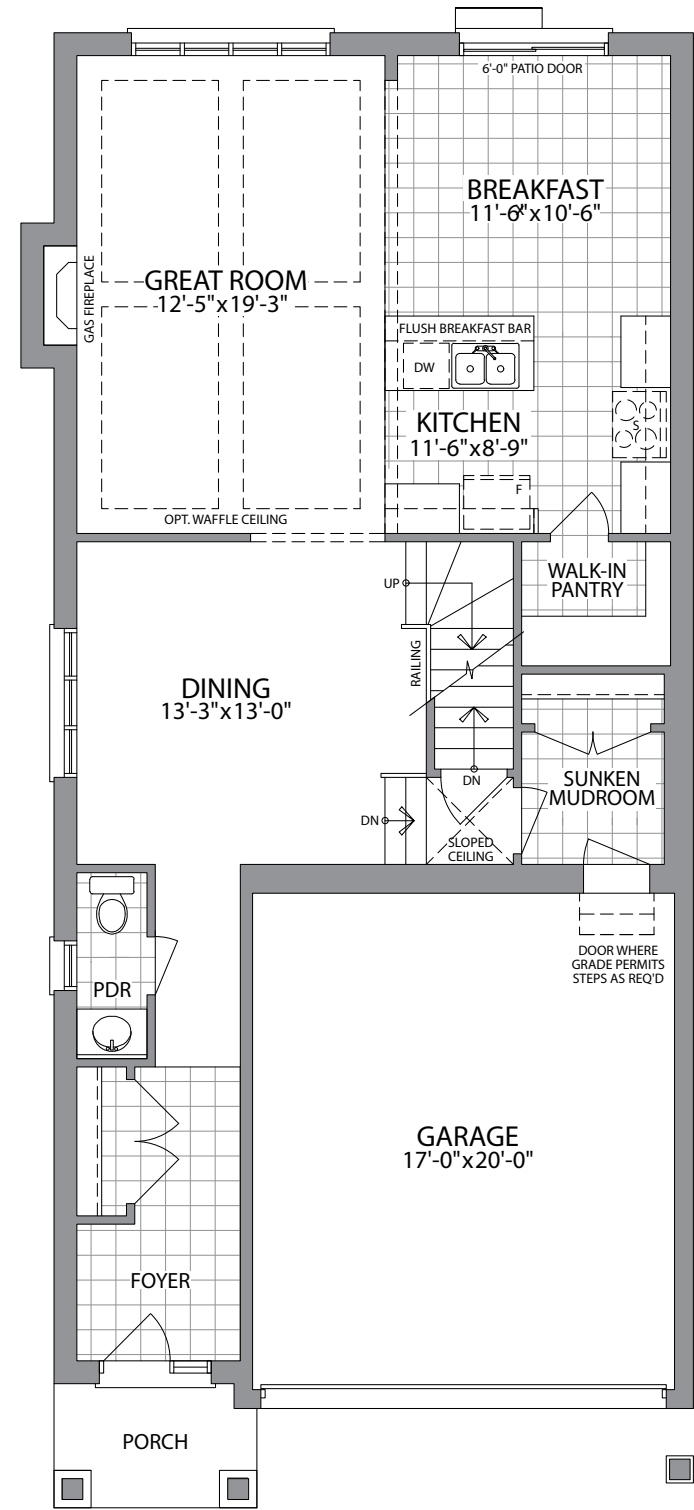 6'-0" PATIO DOOR
BREAKFAST
11'-6"x10'-6"
GAS FIREPLACE
GREAT ROOM
12'-5"x19'-3"
FLUSH BREAKFAST BAR
DW
KITCHEN
11'-6"x8'-9"
S
F
OPT. WAFFLE CEILING
WALK-IN
PANTRY
UP
RAILING
DINING
13'-3"x13'-0"
DN
SUNKEN
MUDROOM
DN
SLOPED
CEILING
DOOR WHERE
GRADE PERMITS
STEPS AS REQ'D
PDR
GARAGE
17'-0"x20'-0"
FOYER
PORCH